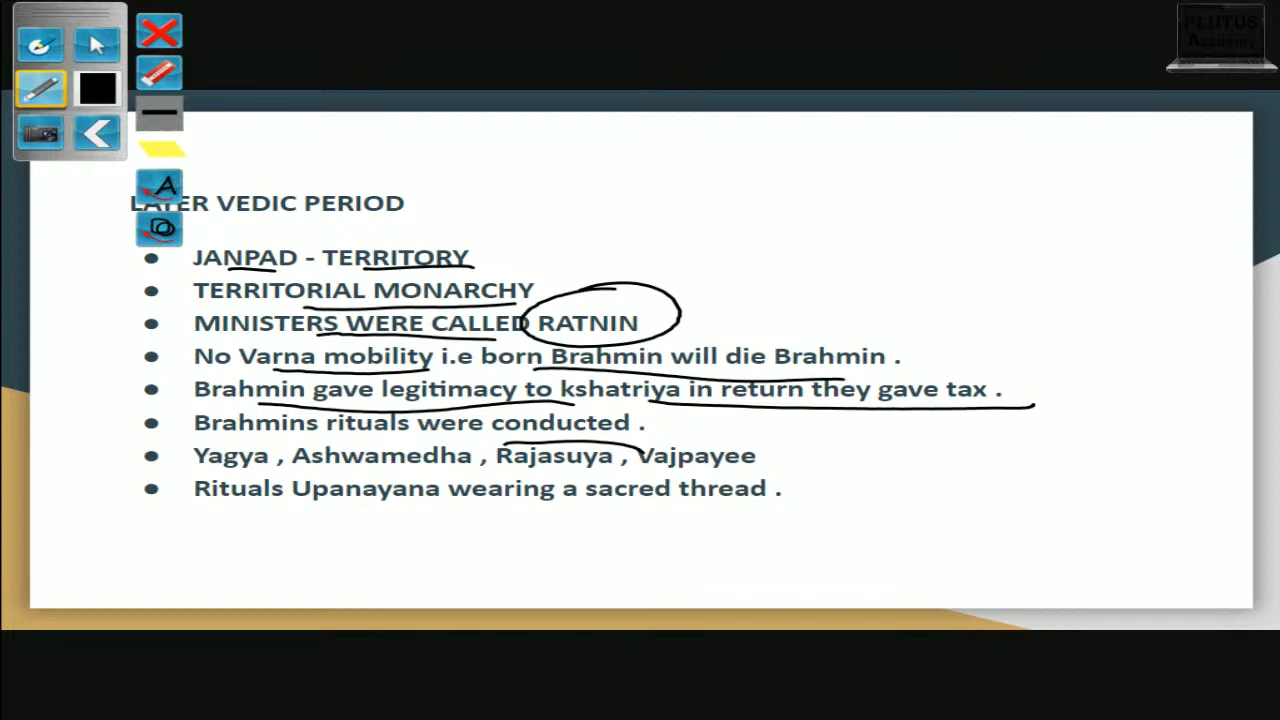 PLUTUS
Academy
LATER VEDIC PERIOD
● JANPAD - TERRITORY
● TERRITORIAL MONARCHY
● MINISTERS WERE CALLED RATNIN
● No Varna mobility i.e born Brahmin will die Brahmin .
● Brahmin gave legitimacy to kshatriya in return they gave tax .
● Brahmins rituals were conducted .
● Yagya , Ashwamedha , Rajasuya , Vajpayee
● Rituals Upanayana wearing a sacred thread .